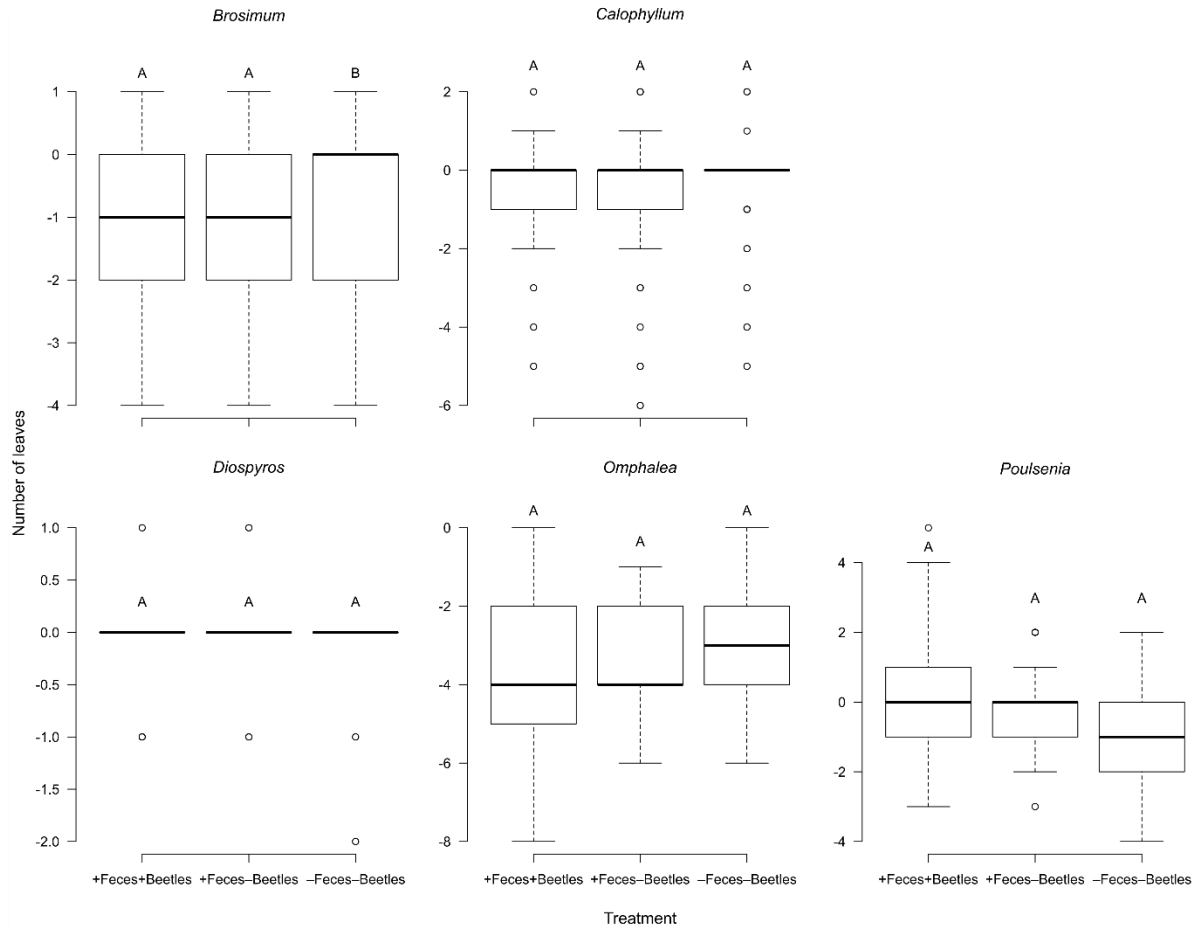 Brosimum
Calophyllum
A A B
1
0
-1
-2
-3
-4
A A A
2
0
-2
-4
-6
Number of leaves
Diospyros
Omphalea
Poulsenia
A A A
1.0
0.5
0.0
-0.5
-1.0
-1.5
-2.0
A A A
0
-2
-4
-6
-8
A A A
4
2
0
-2
-4
+Feces+Beetles +Feces–Beetles –Feces–Beetles
+Feces+Beetles +Feces–Beetles –Feces–Beetles
+Feces+Beetles +Feces–Beetles –Feces–Beetles
Treatment